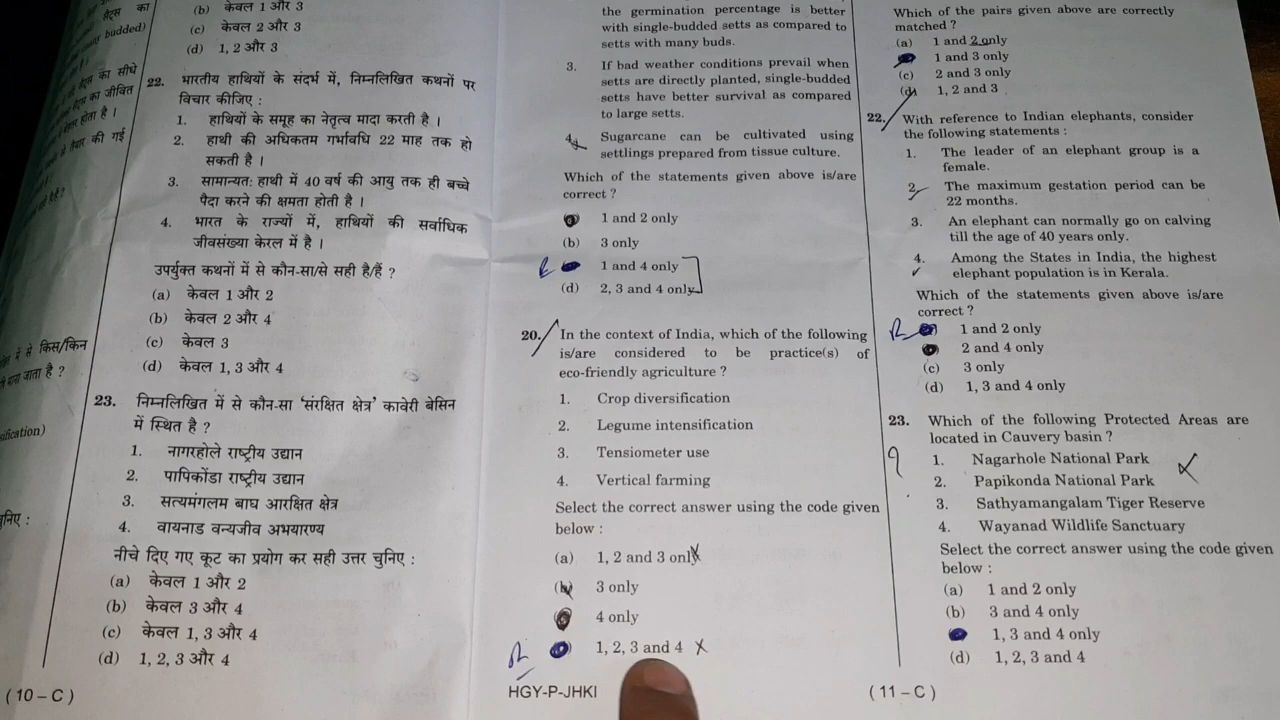 हैट्स का
budded)
का सीधे
का जीवित
होता है ।
तैयार की गई
में से किस/किन
माना जाता है ?
(b) केवल 1 और 3
(c) केवल 2 और 3
(d) 1, 2 और 3
22. भारतीय हाथियों के संदर्भ में, निम्नलिखित कथनों पर
विचार कीजिए :
1. हाथियों के समूह का नेतृत्व मादा करती है ।
2. हाथी की अधिकतम गर्भावधि 22 माह तक हो
सकती है ।
3. सामान्यत: हाथी में 40 वर्ष की आयु तक ही बच्चे
पैदा करने की क्षमता होती है ।
4. भारत के राज्यों में, हाथियों की सर्वाधिक
जीवसंख्या केरल में है ।
उपर्युक्त कथनों में से कौन-सा/से सही है/हैं ?
(a) केवल 1 और 2
(b) केवल 2 और 4
(c) केवल 3
(d) केवल 1, 3 और 4
23. निम्नलिखित में से कौन-सा ‘संरक्षित क्षेत्र’ कावेरी बेसिन
में स्थित है ?
1. नागरहोले राष्ट्रीय उद्यान
2. पापिकोंडा राष्ट्रीय उद्यान
3. सत्यमंगलम बाघ आरक्षित क्षेत्र
4. वायनाड वन्यजीव अभयारण्य
नीचे दिए गए कूट का प्रयोग कर सही उत्तर चुनिए :
(a) केवल 1 और 2
(b) केवल 3 और 4
(c) केवल 1, 3 और 4
(d) 1, 2, 3 और 4
( 10 – C )
the germination percentage is better
with single-budded setts as compared to
setts with many buds.
3. If bad weather conditions prevail when
setts are directly planted, single-budded
setts have better survival as compared
to large setts.
4. Sugarcane can be cultivated using
settlings prepared from tissue culture.
Which of the statements given above is/are
correct ?
1 and 2 only
(b) 3 only
1 and 4 only
(d) 2, 3 and 4 only
20. In the context of India, which of the following
is/are considered to be practice(s) of
eco-friendly agriculture ?
1. Crop diversification
2. Legume intensification
3. Tensiometer use
4. Vertical farming
Select the correct answer using the code given
below :
(a) 1, 2 and 3 only
(b) 3 only
4 only
1, 2, 3 and 4
HGY-P-JHKI
Which of the pairs given above are correctly
matched ?
(a) 1 and 2 only
1 and 3 only
(c) 2 and 3 only
(d) 1, 2 and 3
22. With reference to Indian elephants, consider
the following statements :
1. The leader of an elephant group is a
female.
2. The maximum gestation period can be
22 months.
3. An elephant can normally go on calving
till the age of 40 years only.
4. Among the States in India, the highest
elephant population is in Kerala.
Which of the statements given above is/are
correct ?
1 and 2 only
2 and 4 only
(c) 3 only
(d) 1, 3 and 4 only
23. Which of the following Protected Areas are
located in Cauvery basin ?
1. Nagarhole National Park
2. Papikonda National Park
3. Sathyamangalam Tiger Reserve
4. Wayanad Wildlife Sanctuary
Select the correct answer using the code given
below :
(a) 1 and 2 only
(b) 3 and 4 only
1, 3 and 4 only
(d) 1, 2, 3 and 4
( 11 – C )